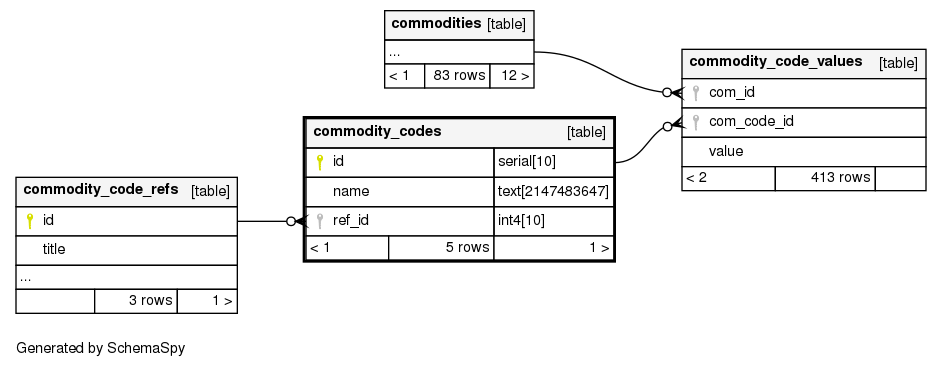 commodities [table]
...
< 1 83 rows 12 >
commodity_code_values [table]
com_id
com_code_id
value
< 2 413 rows
commodity_codes [table]
id serial[10]
name text[2147483647]
ref_id int4[10]
< 1 5 rows 1 >
commodity_code_refs [table]
id
title
...
3 rows 1 >
Generated by SchemaSpy